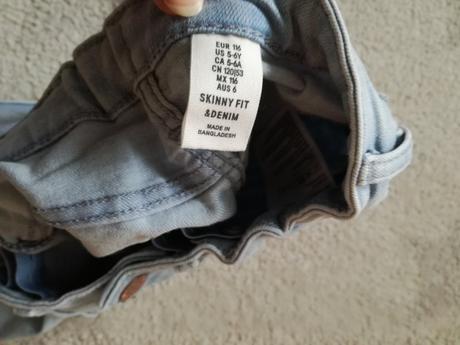 EUR 116
US 5-6Y
CA 5-6A
CN 120|53
MX 116
AUS 6
SKINNY FIT
&DENIM
MADE IN
BANGLADESH